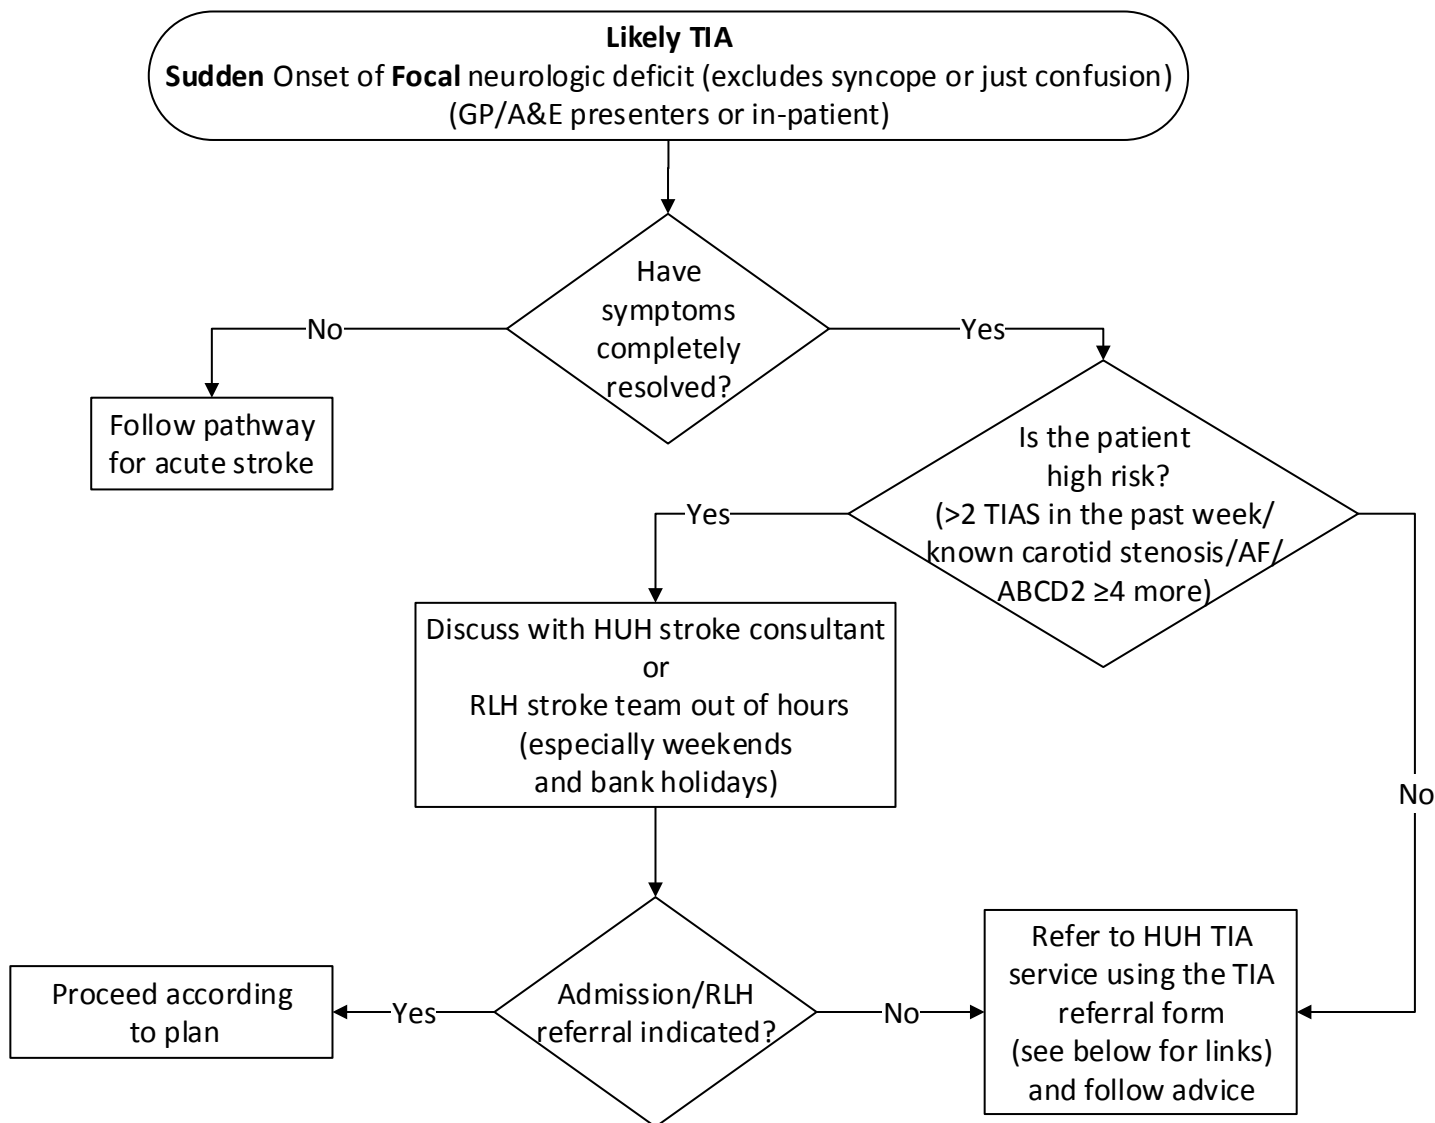 Likely TIA
Sudden Onset of Focal neurologic deficit (excludes syncope or just confusion)
(GP/A&E presenters or in-patient)
Have
symptoms
completely
resolved?
No
Yes
Follow pathway
for acute stroke
Is the patient
high risk?
(>2 TIAS in the past week/
known carotid stenosis/AF/
ABCD2 ≥4 more)
Yes
Discuss with HUH stroke consultant
or
RLH stroke team out of hours
(especially weekends
and bank holidays)
No
Admission/RLH
referral indicated?
Yes
Proceed according
to plan
No
Refer to HUH TIA
service using the TIA
referral form
(see below for links)
and follow advice